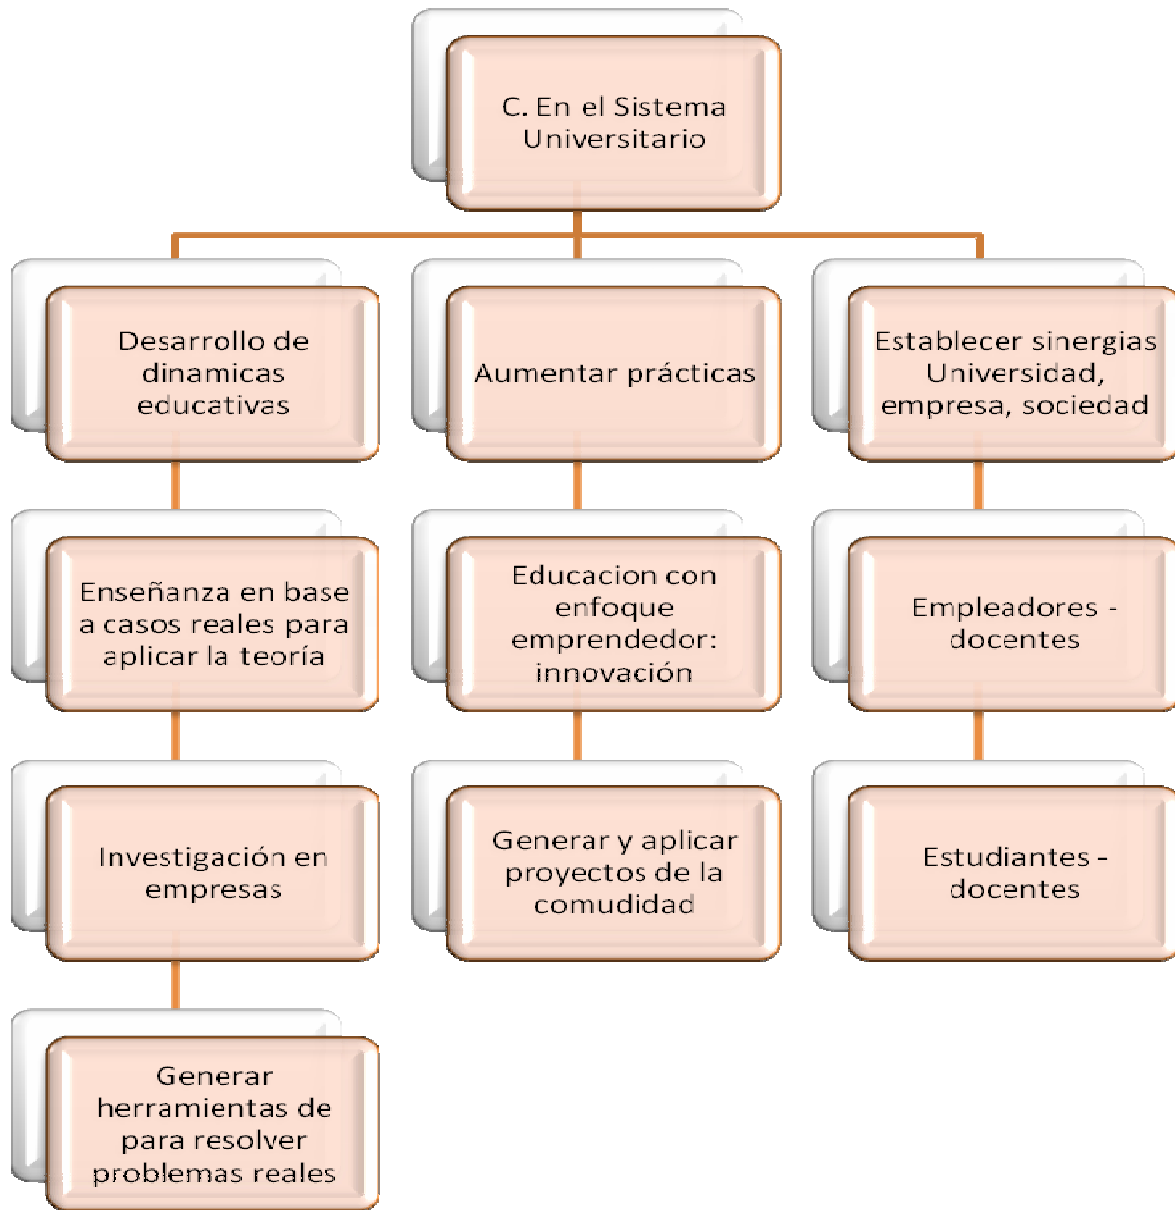 C. En el Sistema
Universitario
Desarrollo de
dinamicas
educativas
Aumentar prácticas
Establecer sinergias
Universidad,
empresa, sociedad
Enseñanza en base
a casos reales para
aplicar la teoría
Educacion con
enfoque
emprendedor:
innovación
Empleadores -
docentes
Investigación en
empresas
Generar y aplicar
proyectos de la
comudidad
Estudiantes -
docentes
Generar
herramientas de
para resolver
problemas reales